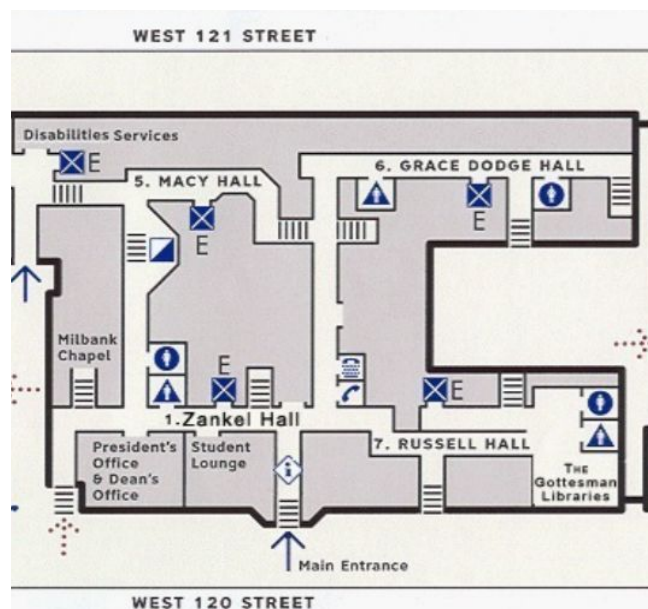 WEST 121 STREET
Disabilities Services
E
5. MACY HALL
6. GRACE DODGE HALL
E
E
Milbank
Chapel
E
E
1.Zankel Hall
President's
Office
& Dean's
Office
Student
Lounge
7. RUSSELL HALL
THE
Gottesman
Libraries
i
Main Entrance
WEST 120 STREET